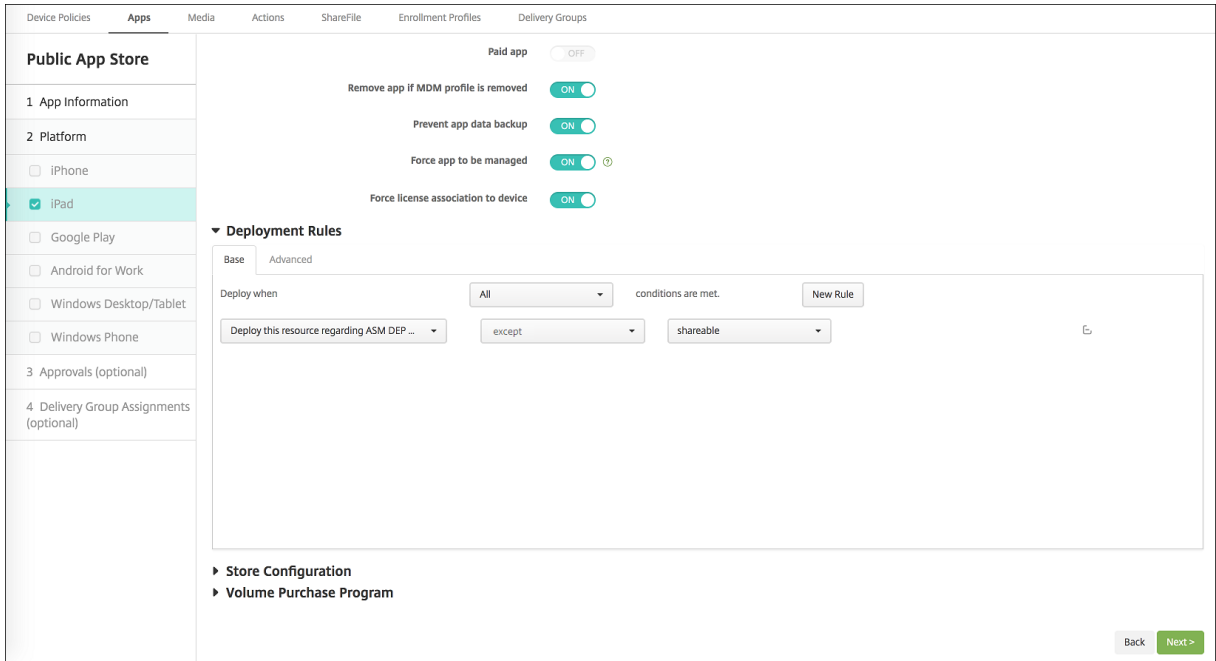 Device Policies Apps Media Actions ShareFile Enrollment Profiles Delivery Groups
Public App Store
1 App Information
2 Platform
iPhone
iPad
Google Play
Android for Work
Windows Desktop/Tablet
Windows Phone
3 Approvals (optional)
4 Delivery Group Assignments
(optional)
Paid app OFF
Remove app if MDM profile is removed ON
Prevent app data backup ON
Force app to be managed ON ?
Force license association to device ON
Deployment Rules
Base Advanced
Deploy when All conditions are met. New Rule
Deploy this resource regarding ASM DEP ... except shareable
Store Configuration
Volume Purchase Program
Back Next >